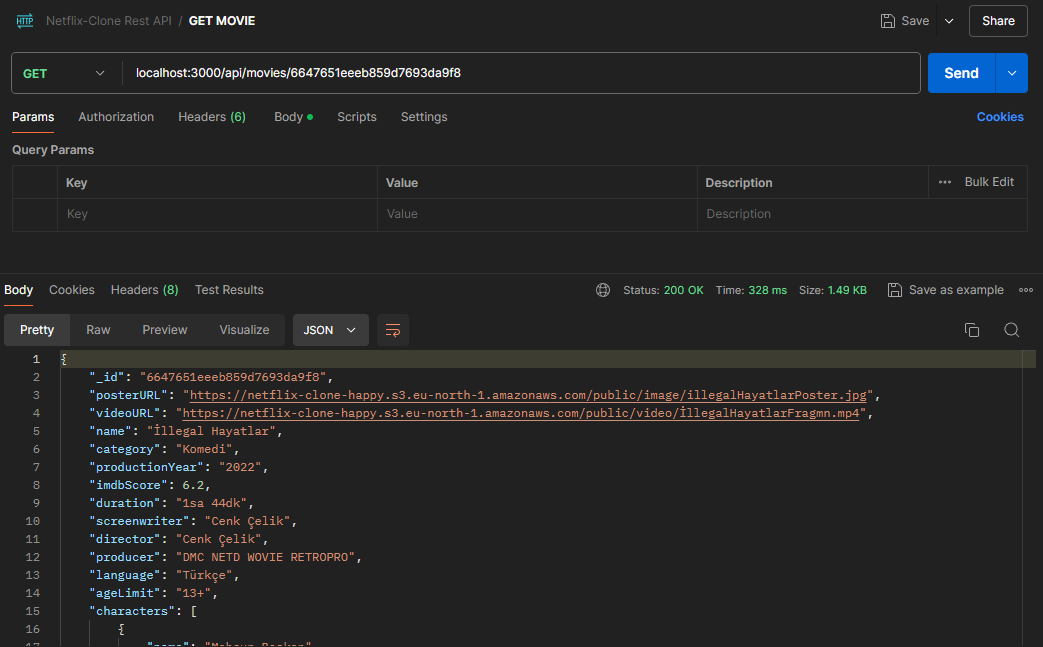 HTTP Netflix-Clone Rest API / GET MOVIE Save Share
GET localhost:3000/api/movies/6647651eeeb859d7693da9f8 Send
Params Authorization Headers (6) Body Scripts Settings Cookies
Query Params
Key Value Description ••• Bulk Edit
Key Value Description
Body Cookies Headers (8) Test Results Status: 200 OK Time: 328 ms Size: 1.49 KB Save as example
Pretty Raw Preview Visualize JSON
1 {
2 "_id": "6647651eeeb859d7693da9f8",
3 "posterURL": "https://netflix-clone-happy.s3.eu-north-1.amazonaws.com/public/image/illegalHayatlarPoster.jpg",
4 "videoURL": "https://netflix-clone-happy.s3.eu-north-1.amazonaws.com/public/video/İllegalHayatlarFragmn.mp4",
5 "name": "İllegal Hayatlar",
6 "category": "Komedi",
7 "productionYear": "2022",
8 "imdbScore": 6.2,
9 "duration": "1sa 44dk",
10 "screenwriter": "Cenk Çelik",
11 "director": "Cenk Çelik",
12 "producer": "DMC NETD WOVIE RETROPRO",
13 "language": "Türkçe",
14 "ageLimit": "13+",
15 "characters": [
16 {